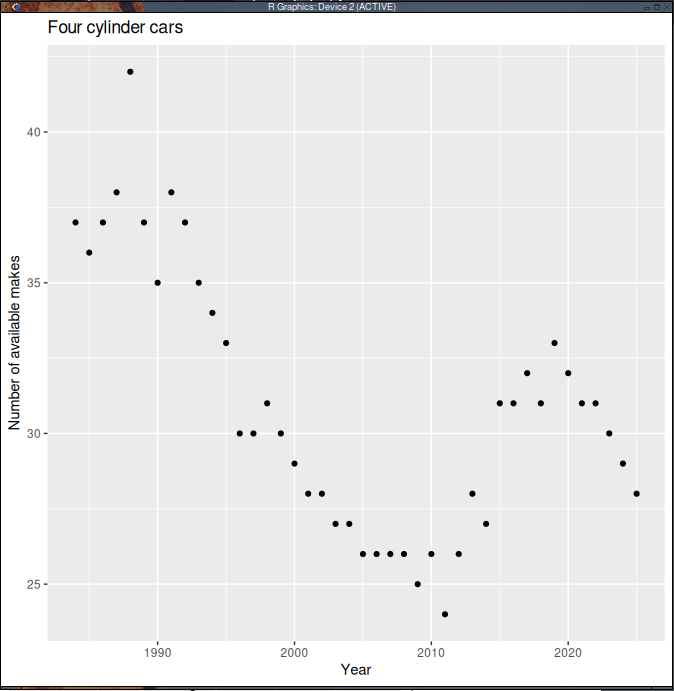 R Graphics: Device 2 (ACTIVE)
Four cylinder cars
Number of available makes
40
35
30
25
1990 2000 2010 2020
Year